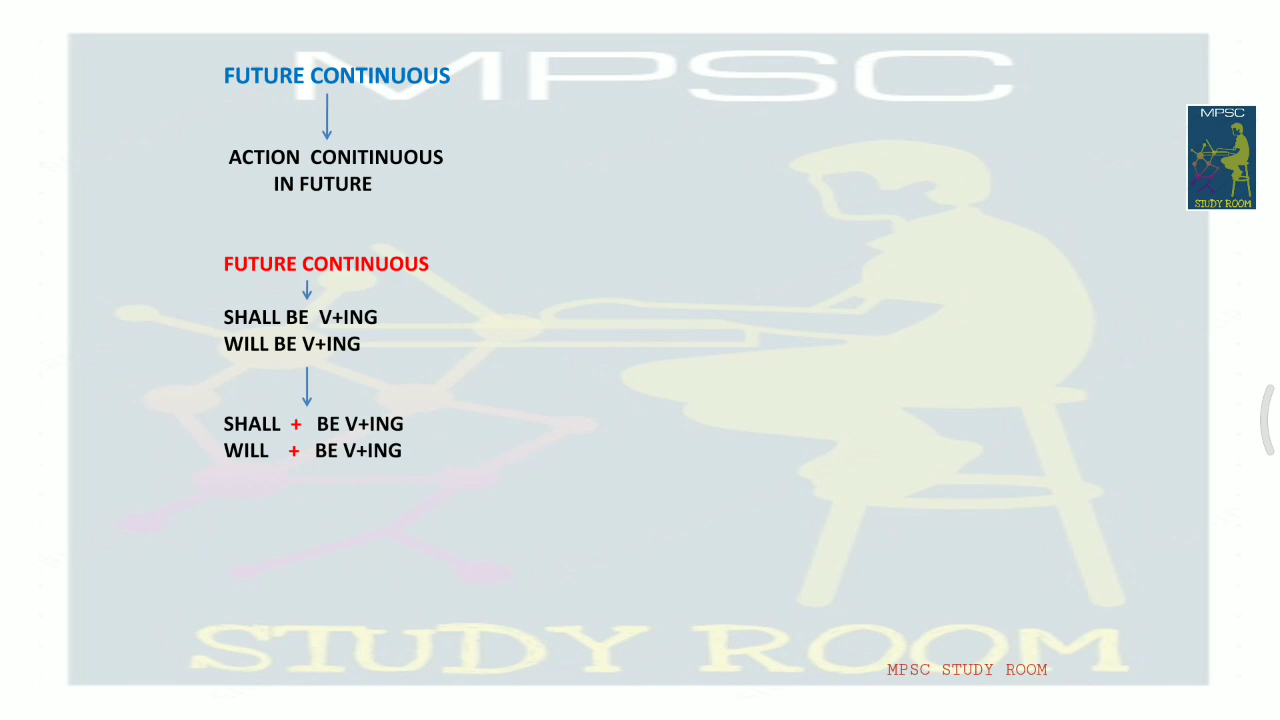 MPSC
FUTURE CONTINUOUS
ACTION CONITINUOUS
IN FUTURE
FUTURE CONTINUOUS
SHALL BE V+ING
WILL BE V+ING
SHALL + BE V+ING
WILL + BE V+ING
STUDY ROOM
MPSC STUDY ROOM
MPSC
STUDY ROOM